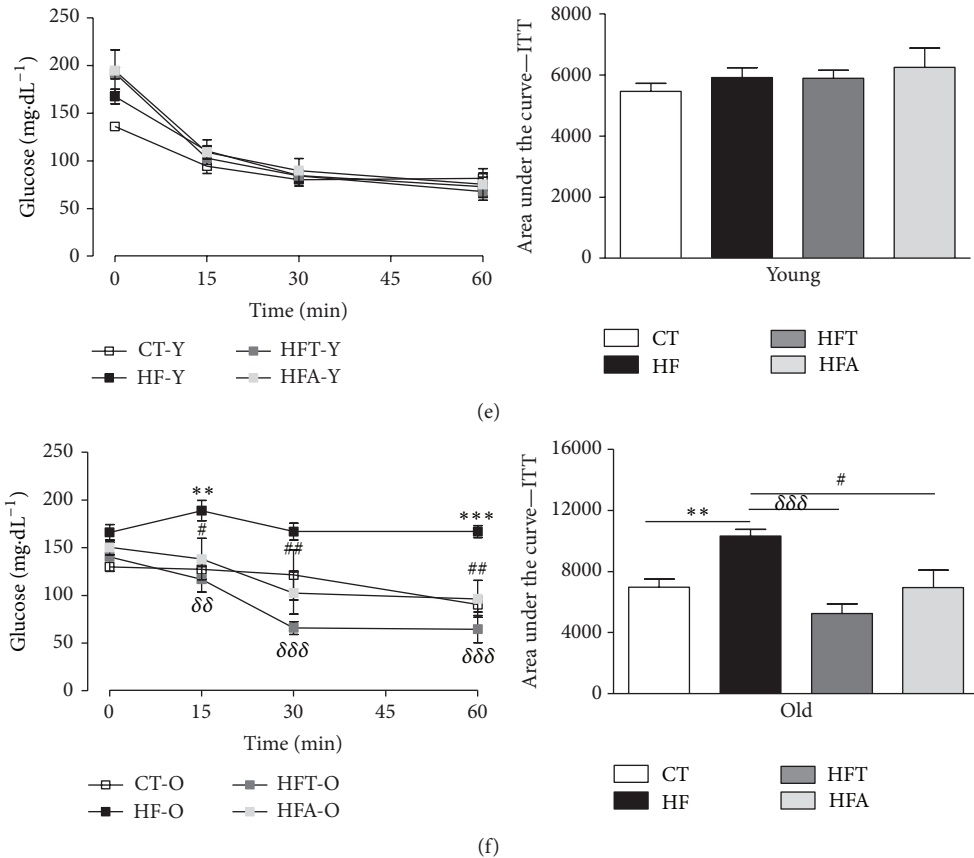 250
200
150
100
50
0
Glucose (mg·dL⁻¹)
0 15 30 45 60
Time (min)
CT-Y HFT-Y
HF-Y HFA-Y
8000
6000
4000
2000
0
Area under the curve—ITT
Young
CT HFT
HF HFA
(e)
250
200
150
100
50
0
Glucose (mg·dL⁻¹)
** ***
# ## ##
δδ δδδ δδδ
0 15 30 45 60
Time (min)
CT-O HFT-O
HF-O HFA-O
16000
12000
8000
4000
0
Area under the curve—ITT
#
** δδδ
Old
CT HFT
HF HFA
(f)